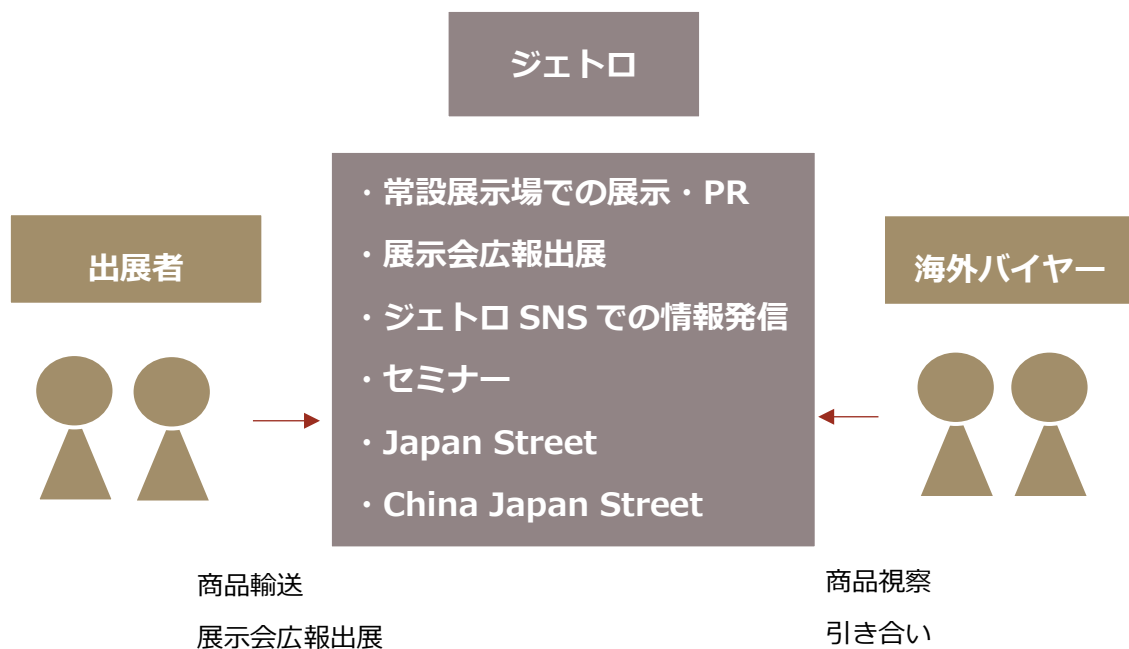 ジェトロ
・常設展示場での展示・PR
・展示会広報出展
・ジェトロ SNS での情報発信
・セミナー
・Japan Street
・China Japan Street
出展者
海外バイヤー
商品輸送
展示会広報出展
商品視察
引き合い